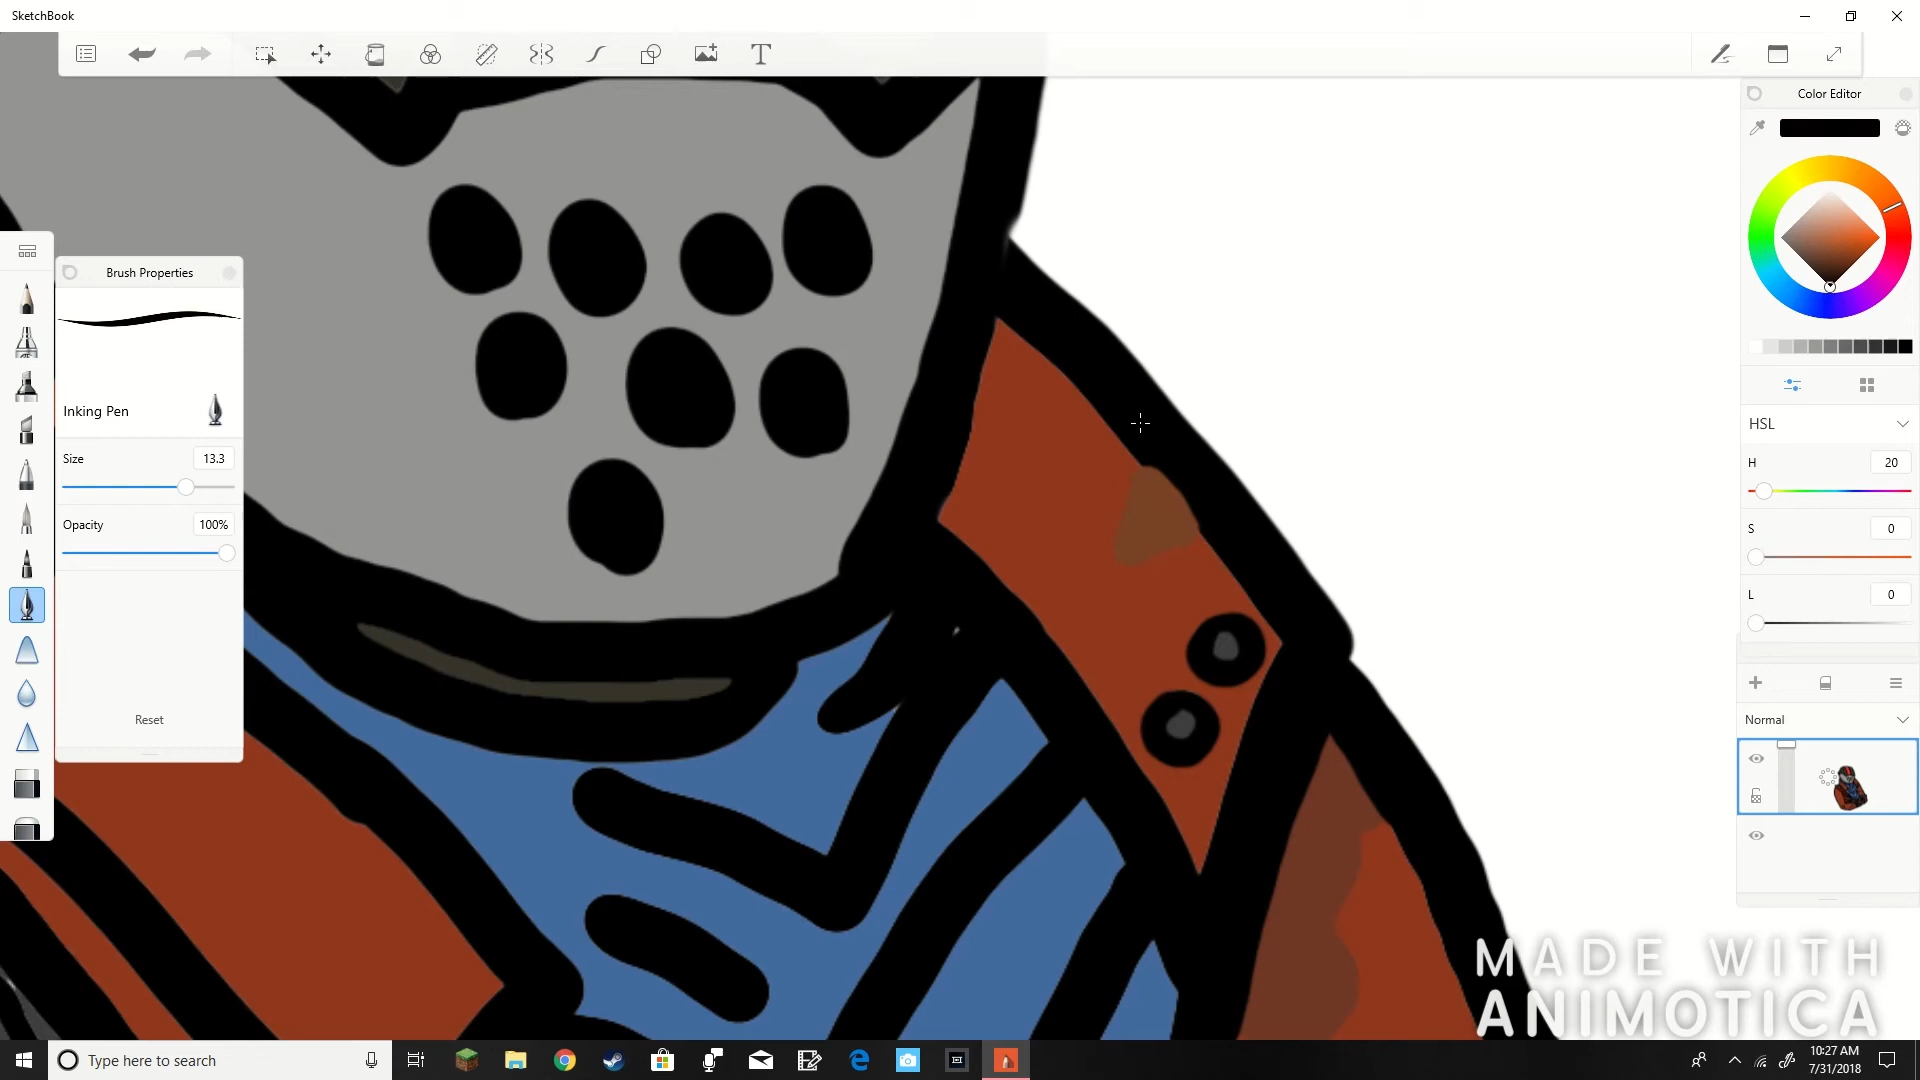 SketchBook
Color Editor
Brush Properties
Inking Pen
Size
13.3
Opacity
100%
Reset
HSL
H
20
S
0
L
0
Normal
MADE WITH
ANIMOTICA
Type here to search
10:27 AM
7/31/2018